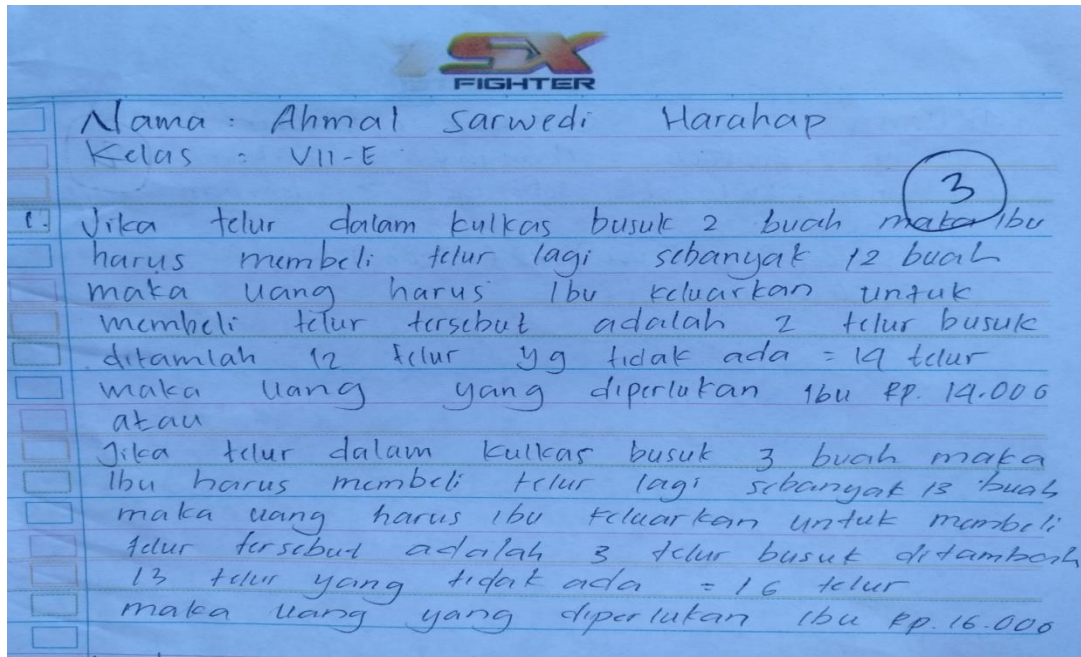 SX
FIGHTER
Nama : Ahmal Sarwedi Harahap
Kelas : VII-E
3
1. Jika telur dalam kulkas busuk 2 buah maka Ibu
harus membeli telur lagi sebanyak 12 buah
maka uang harus Ibu keluarkan untuk
membeli telur tersebut adalah 2 telur busuk
ditamlah 12 telur yg tidak ada = 14 telur
maka uang yang diperlukan Ibu Rp. 14.000
atau
Jika telur dalam kulkas busuk 3 buah maka
Ibu harus membeli telur lagi sebanyak 13 buah
maka uang harus Ibu keluarkan untuk membeli
telur tersebut adalah 3 telur busuk ditambah
13 telur yang tidak ada = 16 telur
maka uang yang diperlukan Ibu Rp. 16.000